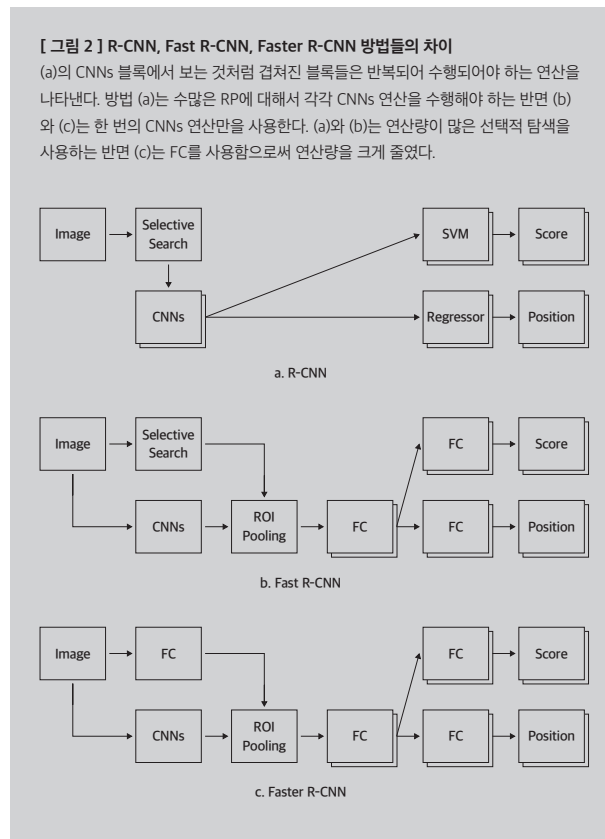 [ 그림 2 ] R-CNN, Fast R-CNN, Faster R-CNN 방법들의 차이
(a)의 CNNs 블록에서 보는 것처럼 겹쳐진 블록들은 반복되어 수행되어야 하는 연산을
나타낸다. 방법 (a)는 수많은 RP에 대해서 각각 CNNs 연산을 수행해야 하는 반면 (b)
와 (c)는 한 번의 CNNs 연산만을 사용한다. (a)와 (b)는 연산량이 많은 선택적 탐색을
사용하는 반면 (c)는 FC를 사용함으로써 연산량을 크게 줄였다.
Image
Selective
Search
SVM
Score
CNNs
Regressor
Position
a. R-CNN
Image
Selective
Search
FC
Score
CNNs
ROI
Pooling
FC
FC
Position
b. Fast R-CNN
Image
FC
FC
Score
CNNs
ROI
Pooling
FC
FC
Position
c. Faster R-CNN